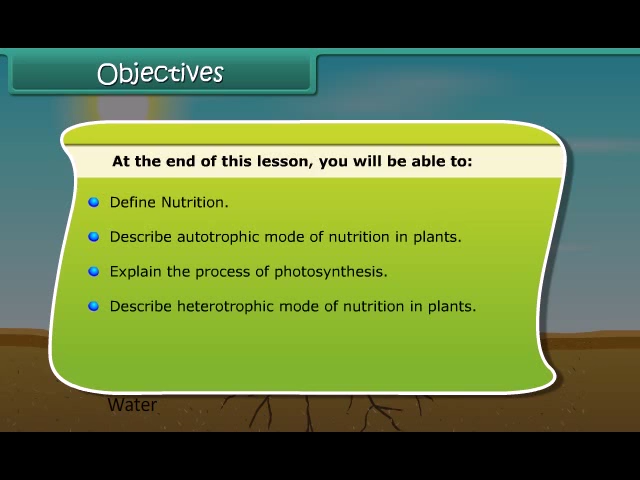 Objectives
At the end of this lesson, you will be able to:
Define Nutrition.
Describe autotrophic mode of nutrition in plants.
Explain the process of photosynthesis.
Describe heterotrophic mode of nutrition in plants.
Water